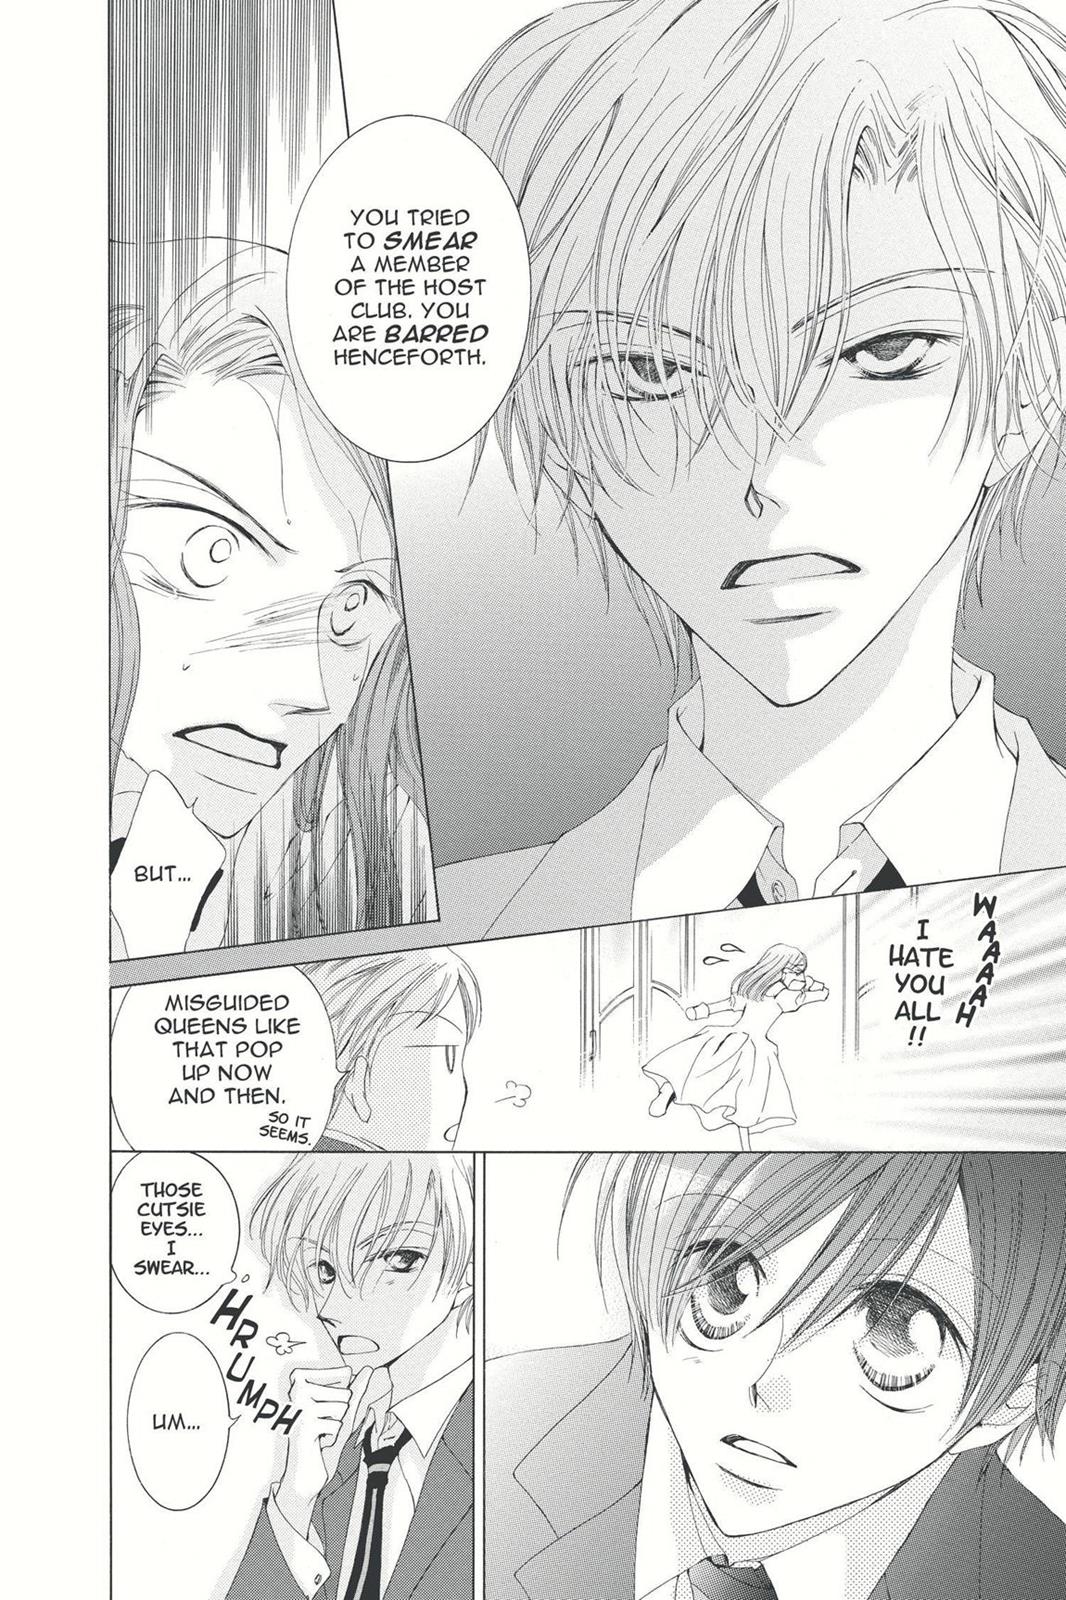 YOU TRIED
TO SMEAR
A MEMBER
OF THE HOST
CLUB. YOU
ARE BARRED
HENCEFORTH.
BUT...
WAAAAH
I
HATE
YOU
ALL
!!
MISGUIDED
QUEENS LIKE
THAT POP
UP NOW
AND THEN.
SO IT
SEEMS.
THOSE
CUTSIE
EYES...
I
SWEAR...
HRUMPH
UM...